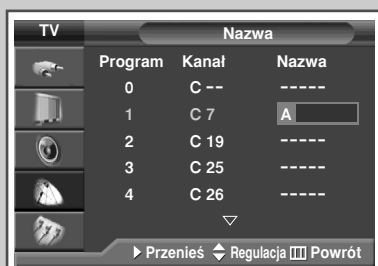 TV
Nazwa
Program Kanał Nazwa
0 C -- -----
1 C 7 A
2 C 19 -----
3 C 25 -----
4 C 26 -----
Przenieś Regulacja Powrót